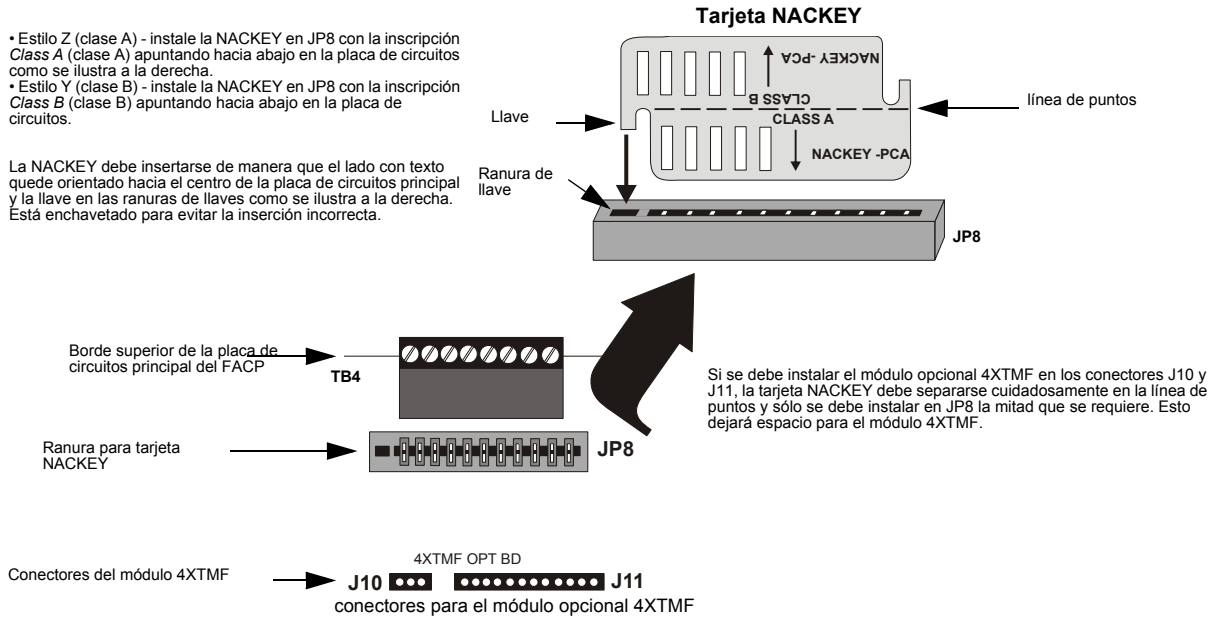 Tarjeta NACKEY
• Estilo Z (clase A) - instale la NACKEY en JP8 con la inscripción
Class A (clase A) apuntando hacia abajo en la placa de circuitos
como se ilustra a la derecha.
• Estilo Y (clase B) - instale la NACKEY en JP8 con la inscripción
Class B (clase B) apuntando hacia abajo en la placa de
circuitos.
NACKEY -PCA
CLASS B
CLASS A
NACKEY -PCA
Llave
línea de puntos
La NACKEY debe insertarse de manera que el lado con texto
quede orientado hacia el centro de la placa de circuitos principal
y la llave en las ranuras de llaves como se ilustra a la derecha.
Está enchavetado para evitar la inserción incorrecta.
Ranura de
llave
JP8
Borde superior de la placa de
circuitos principal del FACP
TB4
Si se debe instalar el módulo opcional 4XTMF en los conectores J10 y
J11, la tarjeta NACKEY debe separarse cuidadosamente en la línea de
puntos y sólo se debe instalar en JP8 la mitad que se requiere. Esto
dejará espacio para el módulo 4XTMF.
Ranura para tarjeta
NACKEY
JP8
4XTMF OPT BD
Conectores del módulo 4XTMF
J10
J11
conectores para el módulo opcional 4XTMF